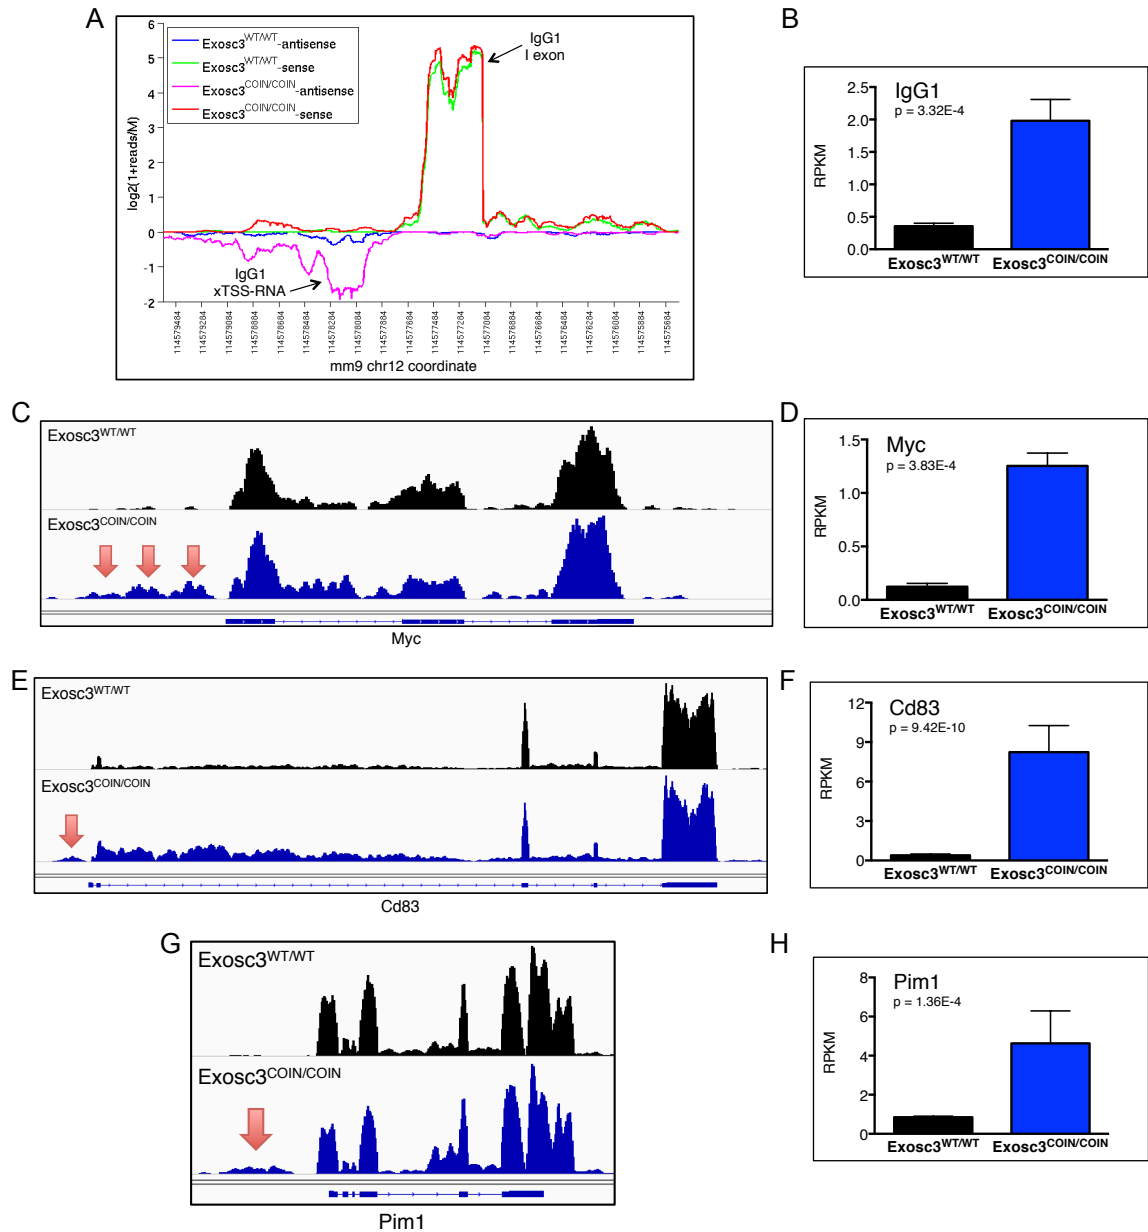 A
6
5
4
3
2
1
0
-1
-2
log2(1+reads/M)
Exosc3WT/WT-antisense
Exosc3WT/WT-sense
Exosc3COIN/COIN-antisense
Exosc3COIN/COIN-sense
IgG1
I exon
IgG1
xTSS-RNA
114579484
114579284
114579084
114578884
114578684
114578484
114578284
114578084
114577884
114577684
114577484
114577284
114577084
114576884
114576684
114576484
114576284
114576084
114575884
114575684
mm9 chr12 coordinate
B
IgG1
p = 3.32E-4
2.5
2.0
1.5
1.0
0.5
0.0
RPKM
Exosc3WT/WT Exosc3COIN/COIN
C
Exosc3WT/WT
Exosc3COIN/COIN
Myc
D
Myc
p = 3.83E-4
1.5
1.0
0.5
0.0
RPKM
Exosc3WT/WT Exosc3COIN/COIN
E
Exosc3WT/WT
Exosc3COIN/COIN
Cd83
F
Cd83
p = 9.42E-10
12
9
6
3
0
RPKM
Exosc3WT/WT Exosc3COIN/COIN
G
Exosc3WT/WT
Exosc3COIN/COIN
Pim1
H
Pim1
p = 1.36E-4
8
6
4
2
0
RPKM
Exosc3WT/WT Exosc3COIN/COIN